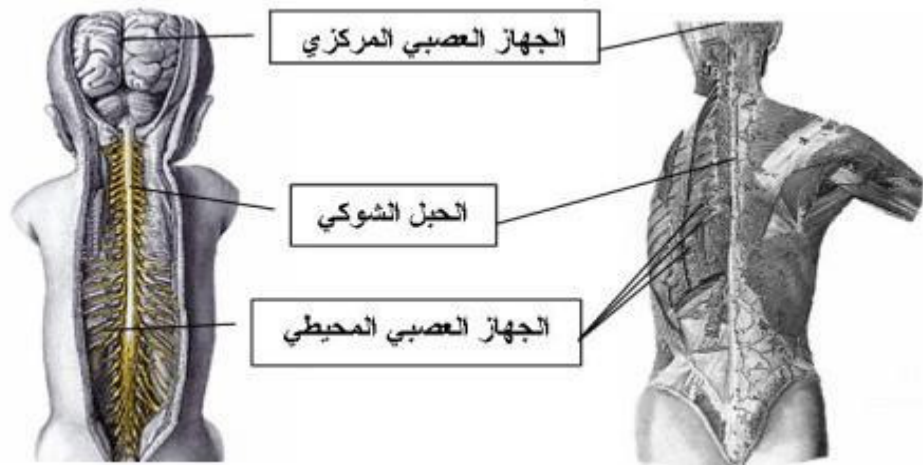 الجهاز العصبي المركزي
الحبل الشوكي
الجهاز العصبي المحيطي